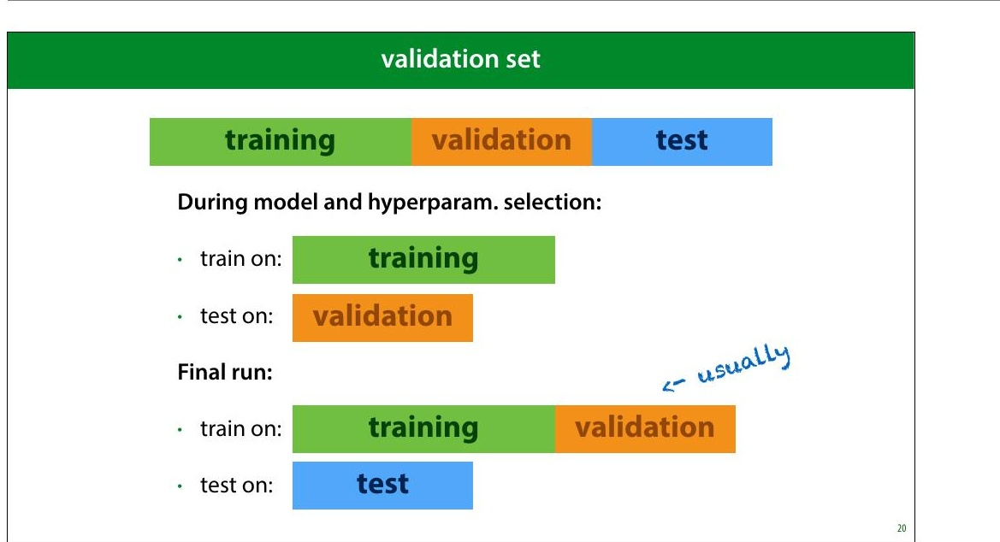 validation set
training validation test
During model and hyperparam. selection:
• train on: training
• test on: validation
Final run:
← usually
• train on: training validation
• test on: test
20